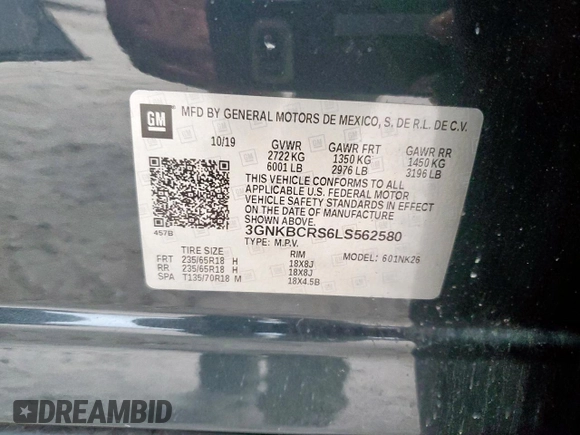 GM
MFD BY GENERAL MOTORS DE MEXICO, S. DE R.L. DE C.V.
10/19 GVWR GAWR FRT GAWR RR
2722 KG 1350 KG 1450 KG
6001 LB 2976 LB 3196 LB
THIS VEHICLE CONFORMS TO ALL
APPLICABLE U.S. FEDERAL MOTOR
VEHICLE SAFETY STANDARDS IN EFFECT
ON THE DATE OF MANUFACTURE
SHOWN ABOVE.
3GNKBCRS6LS562580
457B
TYPE: M.P.V. MODEL: 601NK26
TIRE SIZE RIM
FRT 235/65R18 H 18X8J
RR 235/65R18 H 18X8J
SPA T135/70R18 M 18X4.5B
DREAMBID